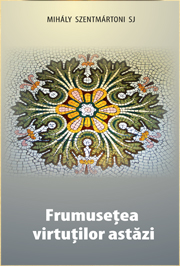 MIHÁLY SZENTMÁRTONI SJ
Frumusețea
virtuților astăzi